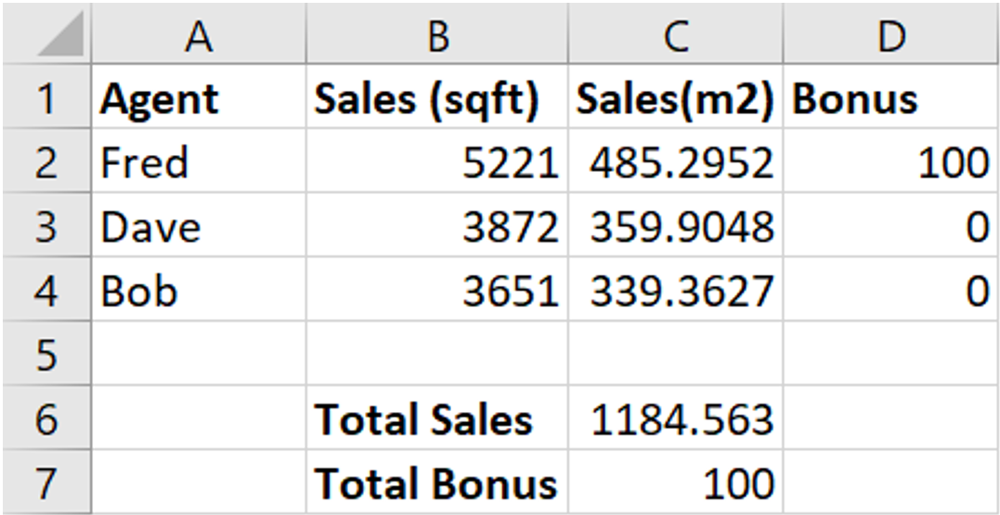 A B C D
1 Agent Sales (sqft) Sales(m2) Bonus
2 Fred 5221 485.2952 100
3 Dave 3872 359.9048 0
4 Bob 3651 339.3627 0
5
6 Total Sales 1184.563
7 Total Bonus 100